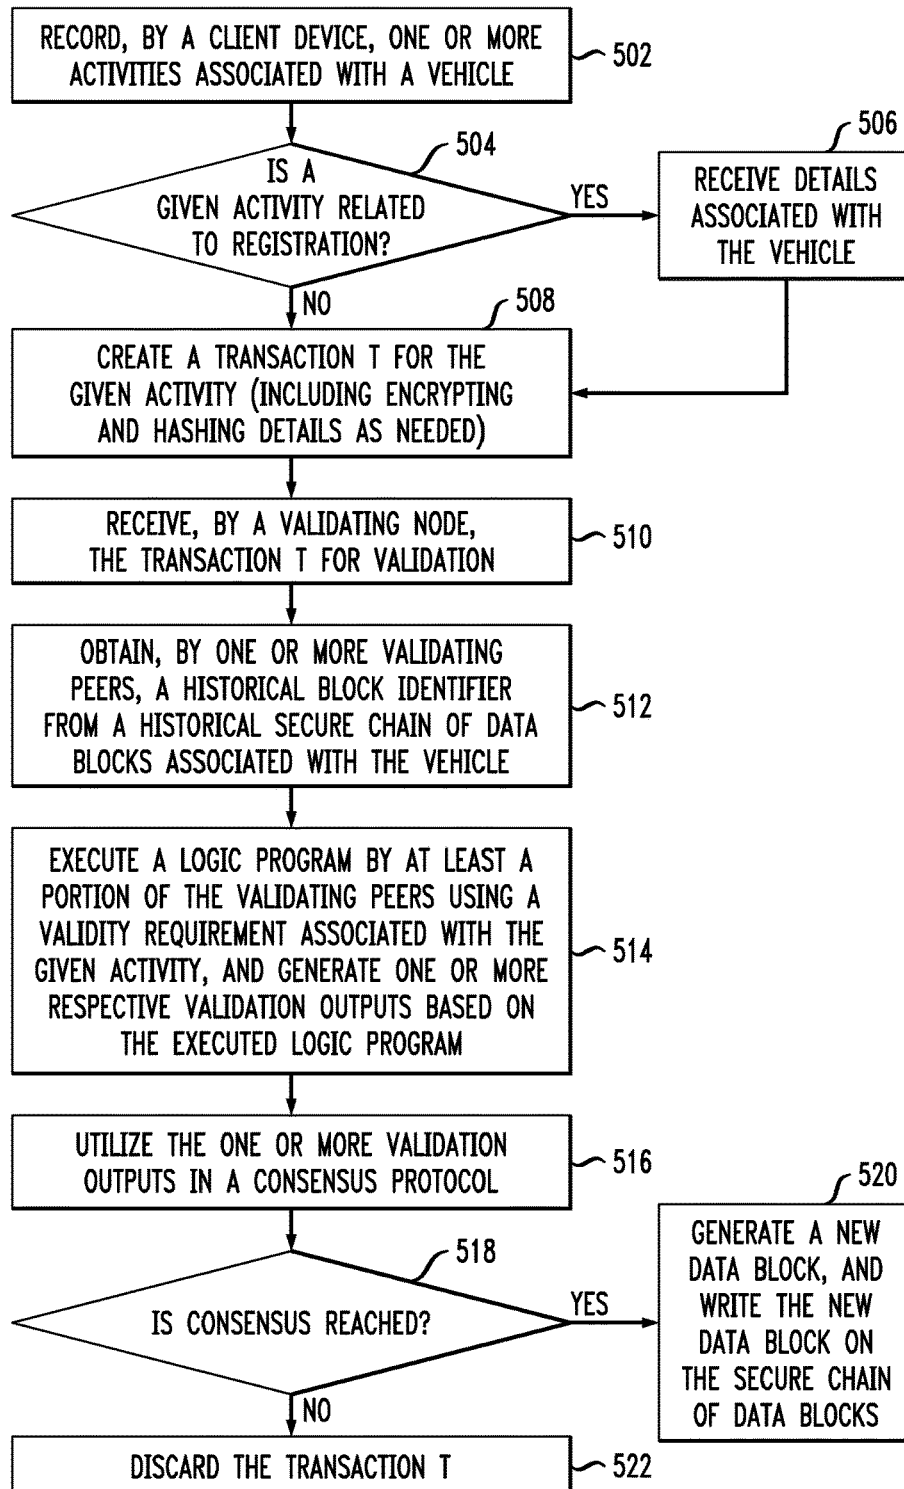 RECORD, BY A CLIENT DEVICE, ONE OR MORE
ACTIVITIES ASSOCIATED WITH A VEHICLE
502
504
IS A
GIVEN ACTIVITY RELATED
TO REGISTRATION?
YES
506
RECEIVE DETAILS
ASSOCIATED WITH
THE VEHICLE
NO
508
CREATE A TRANSACTION T FOR THE
GIVEN ACTIVITY (INCLUDING ENCRYPTING
AND HASHING DETAILS AS NEEDED)
RECEIVE, BY A VALIDATING NODE,
THE TRANSACTION T FOR VALIDATION
510
OBTAIN, BY ONE OR MORE VALIDATING
PEERS, A HISTORICAL BLOCK IDENTIFIER
FROM A HISTORICAL SECURE CHAIN OF DATA
BLOCKS ASSOCIATED WITH THE VEHICLE
512
EXECUTE A LOGIC PROGRAM BY AT LEAST A
PORTION OF THE VALIDATING PEERS USING A
VALIDITY REQUIREMENT ASSOCIATED WITH THE
GIVEN ACTIVITY, AND GENERATE ONE OR MORE
RESPECTIVE VALIDATION OUTPUTS BASED ON
THE EXECUTED LOGIC PROGRAM
514
UTILIZE THE ONE OR MORE VALIDATION
OUTPUTS IN A CONSENSUS PROTOCOL
516
518
IS CONSENSUS REACHED?
YES
520
GENERATE A NEW
DATA BLOCK, AND
WRITE THE NEW
DATA BLOCK ON
THE SECURE CHAIN
OF DATA BLOCKS
NO
DISCARD THE TRANSACTION T
522